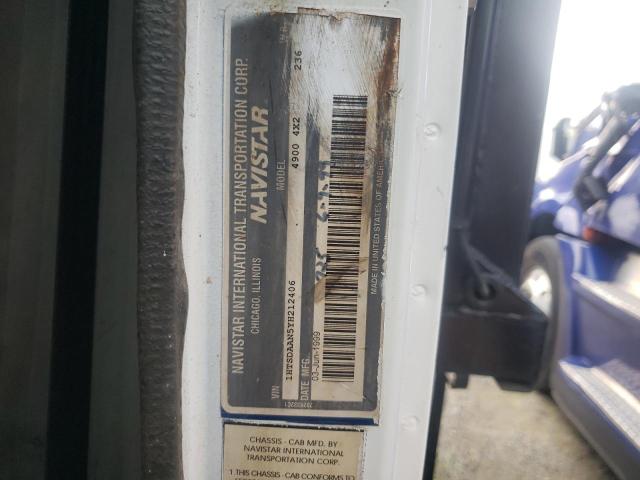 NAVISTAR INTERNATIONAL TRANSPORTATION CORP.
CHICAGO, ILLINOIS
NAVISTAR
MODEL
4900 4X2
236
VIN
1HTSDAAN5YH212406
DATE MFG.
03-Jun-1999
MADE IN UNITED STATES OF AMERICA
CHASSIS - CAB MFD. BY
NAVISTAR INTERNATIONAL
TRANSPORTATION CORP.
1.THIS CHASSIS - CAB CONFORMS TO